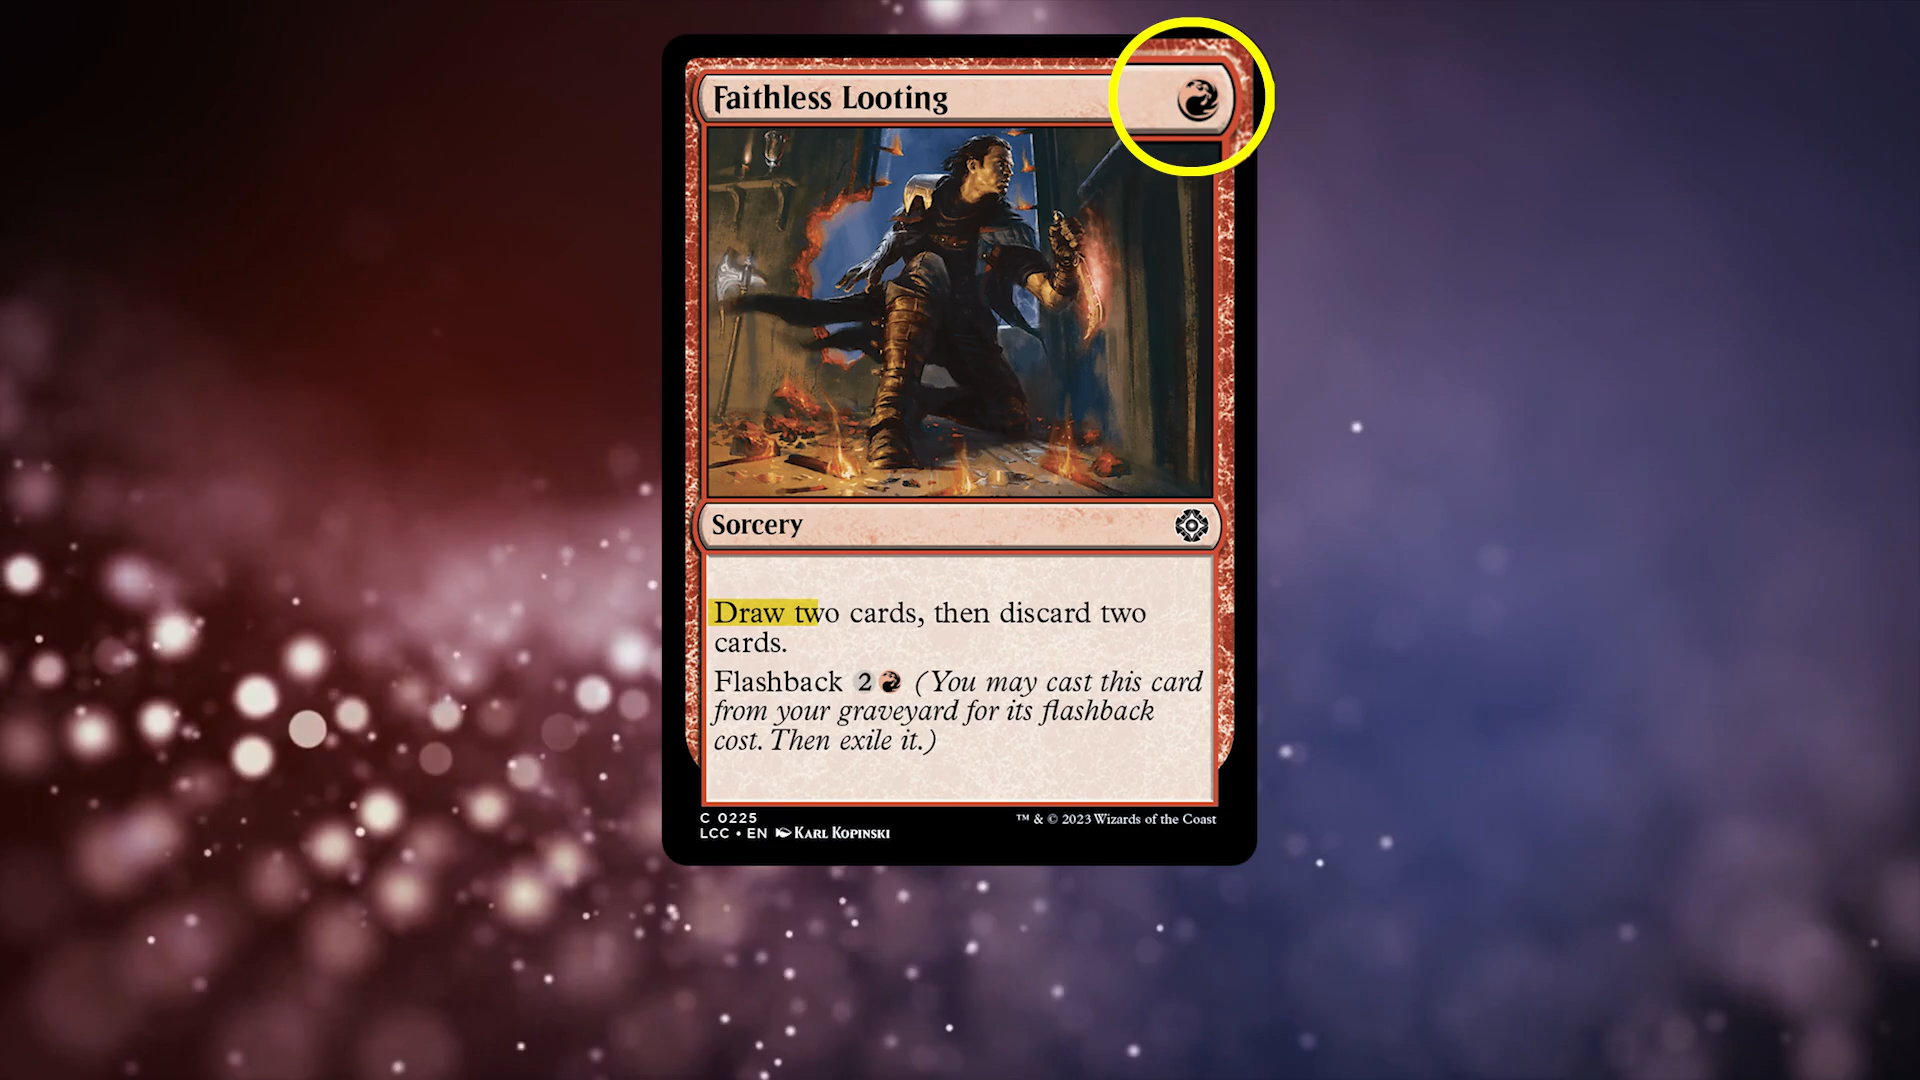 Faithless Looting
Sorcery
Draw two cards, then discard two
cards.
Flashback 2 (You may cast this card
from your graveyard for its flashback
cost. Then exile it.)
C 0225
LCC • EN Karl Kopinski
™ & © 2023 Wizards of the Coast